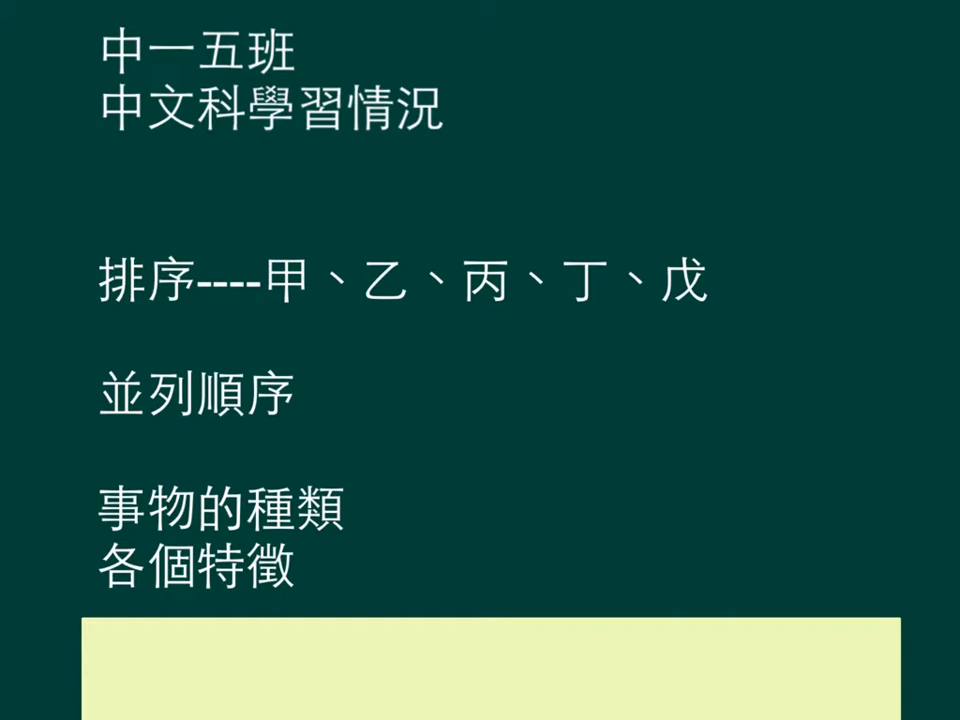 中一五班
中文科學習情況
排序----甲、乙、丙、丁、戊
並列順序
事物的種類
各個特徵